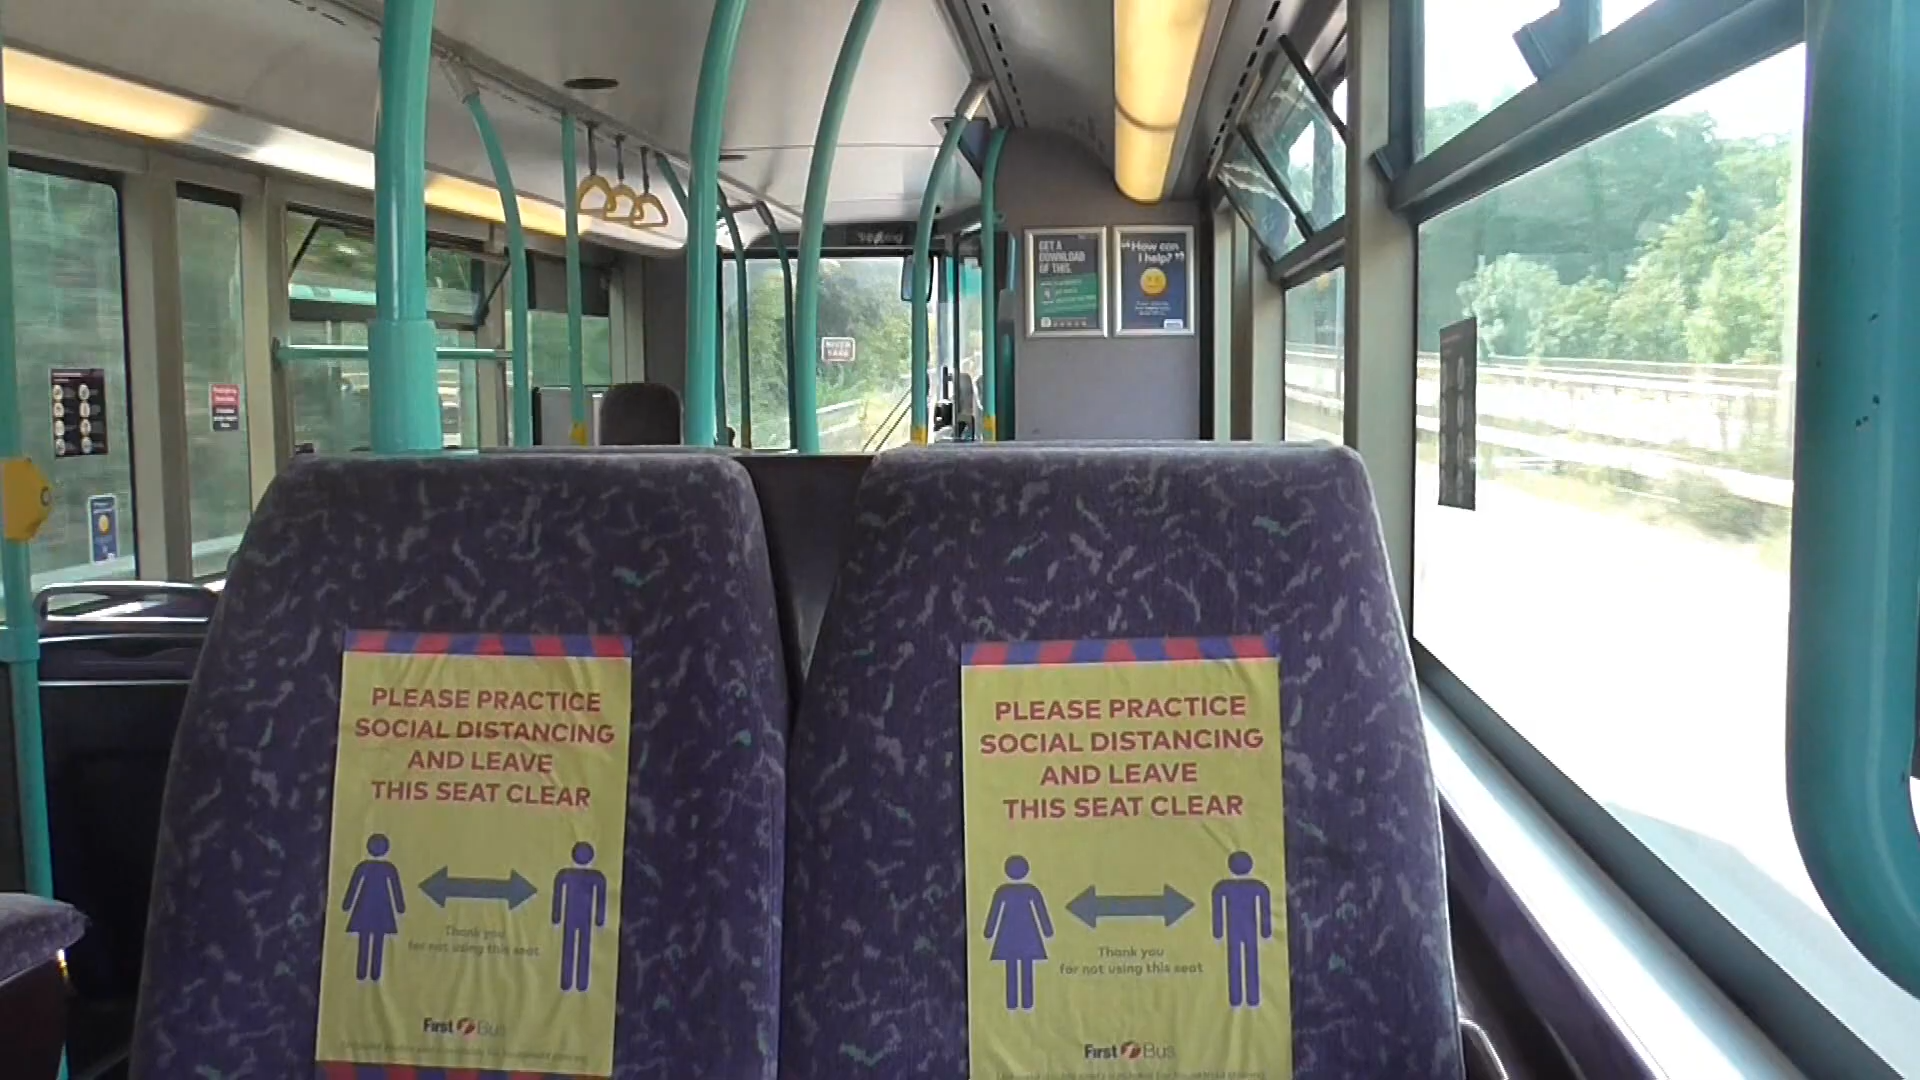 GET A
DOWNLOAD
OF THIS.
"How can
I help?"
PLEASE PRACTICE
SOCIAL DISTANCING
AND LEAVE
THIS SEAT CLEAR
Thank you
for not using this seat
First Bus
PLEASE PRACTICE
SOCIAL DISTANCING
AND LEAVE
THIS SEAT CLEAR
Thank you
for not using this seat
First Bus